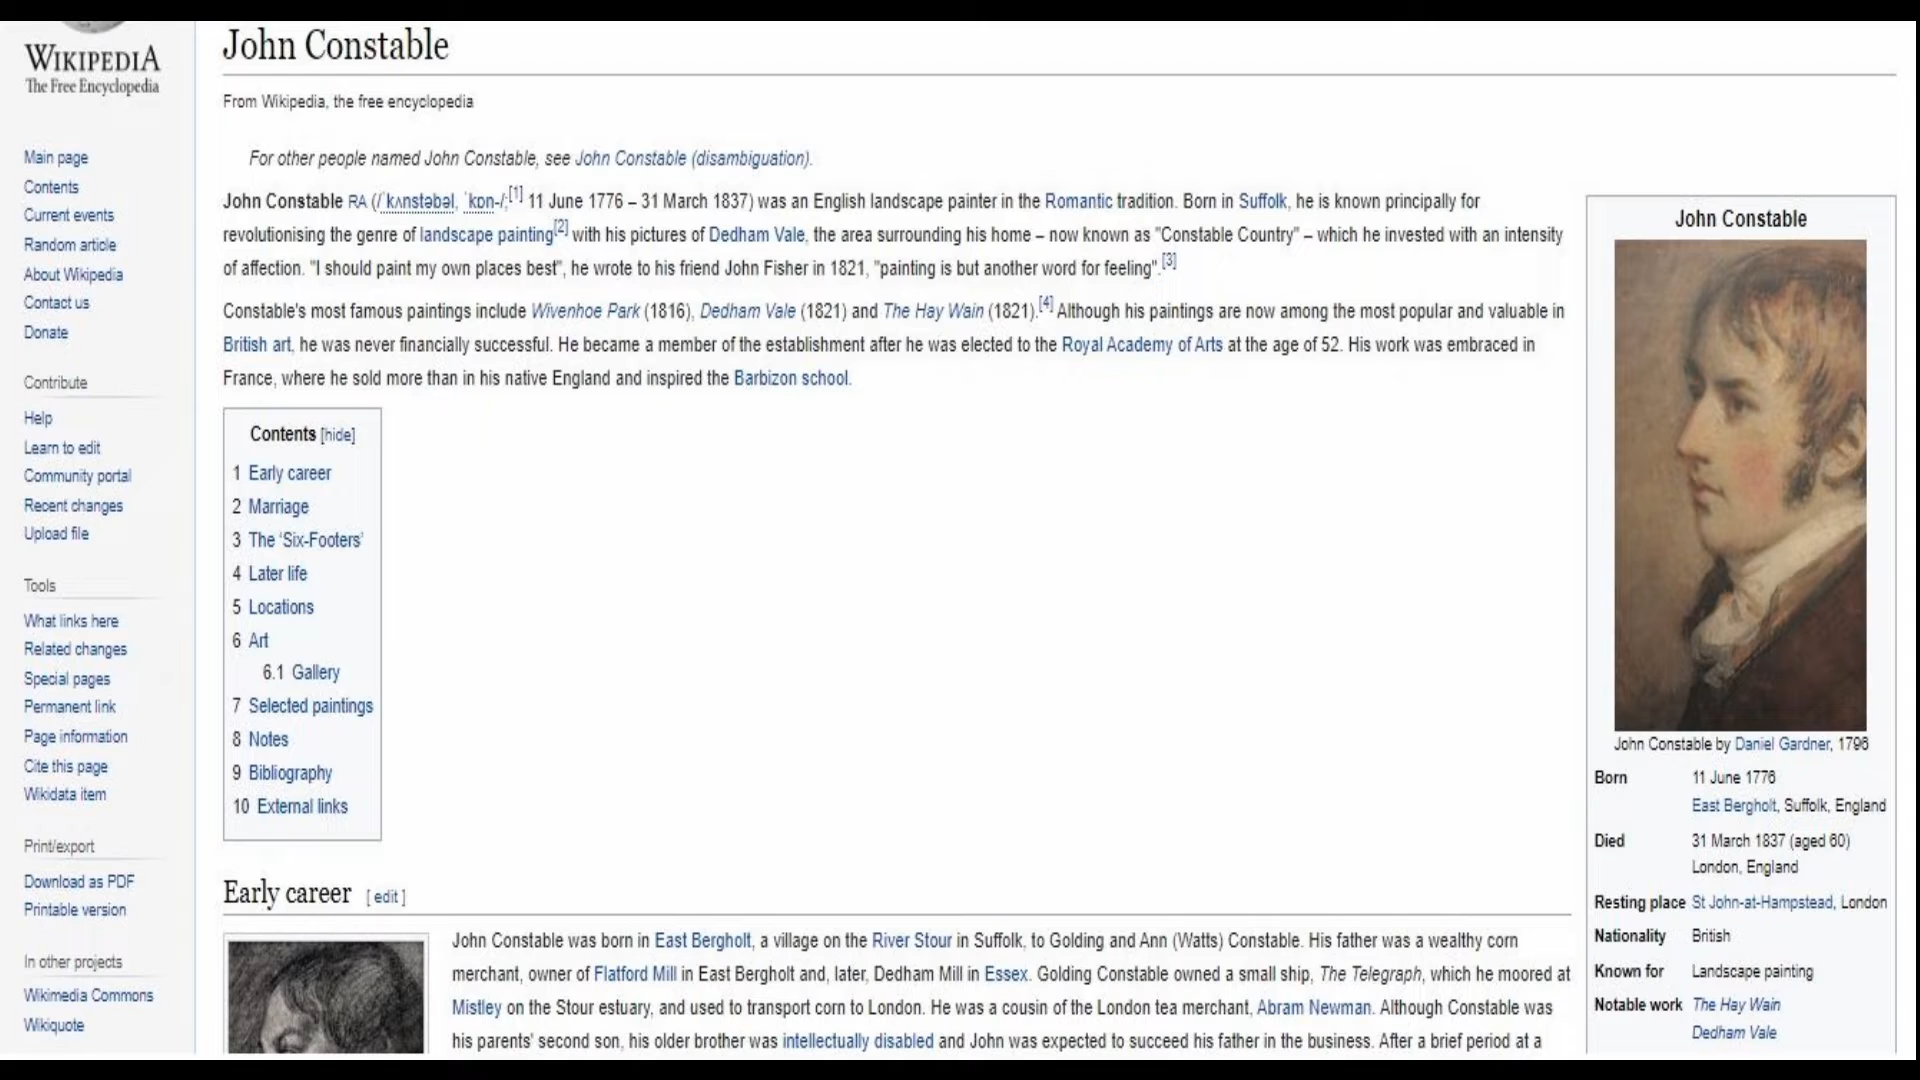 WIKIPEDIA
The Free Encyclopedia
Main page
Contents
Current events
Random article
About Wikipedia
Contact us
Donate
Contribute
Help
Learn to edit
Community portal
Recent changes
Upload file
Tools
What links here
Related changes
Special pages
Permanent link
Page information
Cite this page
Wikidata item
Print/export
Download as PDF
Printable version
In other projects
Wikimedia Commons
Wikiquote
John Constable
From Wikipedia, the free encyclopedia
For other people named John Constable, see John Constable (disambiguation).
John Constable RA (/ˈkʌnstəbəl, ˈkɒn-/;[1] 11 June 1776 – 31 March 1837) was an English landscape painter in the Romantic tradition. Born in Suffolk, he is known principally for
revolutionising the genre of landscape painting[2] with his pictures of Dedham Vale, the area surrounding his home – now known as "Constable Country" – which he invested with an intensity
of affection. "I should paint my own places best", he wrote to his friend John Fisher in 1821, "painting is but another word for feeling".[3]
Constable's most famous paintings include Wivenhoe Park (1816), Dedham Vale (1821) and The Hay Wain (1821).[4] Although his paintings are now among the most popular and valuable in
British art, he was never financially successful. He became a member of the establishment after he was elected to the Royal Academy of Arts at the age of 52. His work was embraced in
France, where he sold more than in his native England and inspired the Barbizon school.
Contents [hide]
1 Early career
2 Marriage
3 The 'Six-Footers'
4 Later life
5 Locations
6 Art
6.1 Gallery
7 Selected paintings
8 Notes
9 Bibliography
10 External links
Early career [ edit ]
John Constable was born in East Bergholt, a village on the River Stour in Suffolk, to Golding and Ann (Watts) Constable. His father was a wealthy corn
merchant, owner of Flatford Mill in East Bergholt and, later, Dedham Mill in Essex. Golding Constable owned a small ship, The Telegraph, which he moored at
Mistley on the Stour estuary, and used to transport corn to London. He was a cousin of the London tea merchant, Abram Newman. Although Constable was
his parents' second son, his older brother was intellectually disabled and John was expected to succeed his father in the business. After a brief period at a
John Constable
John Constable by Daniel Gardner, 1796
Born 11 June 1776
East Bergholt, Suffolk, England
Died 31 March 1837 (aged 60)
London, England
Resting place St John-at-Hampstead, London
Nationality British
Known for Landscape painting
Notable work The Hay Wain
Dedham Vale